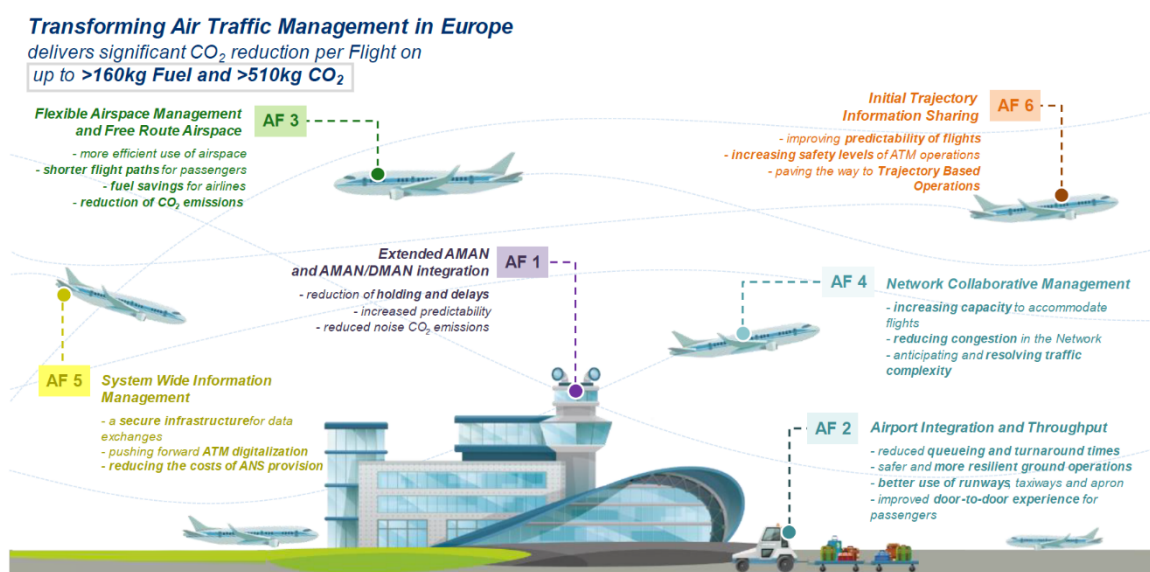 Transforming Air Traffic Management in Europe
delivers significant CO₂ reduction per Flight on
up to >160kg Fuel and >510kg CO₂
Flexible Airspace Management
and Free Route Airspace
AF 3
- more efficient use of airspace
- shorter flight paths for passengers
- fuel savings for airlines
- reduction of CO₂ emissions
Initial Trajectory
Information Sharing
AF 6
- improving predictability of flights
- increasing safety levels of ATM operations
- paving the way to Trajectory Based
Operations
Extended AMAN
and AMAN/DMAN integration
AF 1
- reduction of holding and delays
- increased predictability
- reduced noise CO₂ emissions
AF 4
Network Collaborative Management
- increasing capacity to accommodate
flights
- reducing congestion in the Network
- anticipating and resolving traffic
complexity
AF 5
System Wide Information
Management
- a secure infrastructurefor data
exchanges
- pushing forward ATM digitalization
- reducing the costs of ANS provision
AF 2
Airport Integration and Throughput
- reduced queueing and turnaround times
- safer and more resilient ground operations
- better use of runways, taxiways and apron
- improved door-to-door experience for
passengers